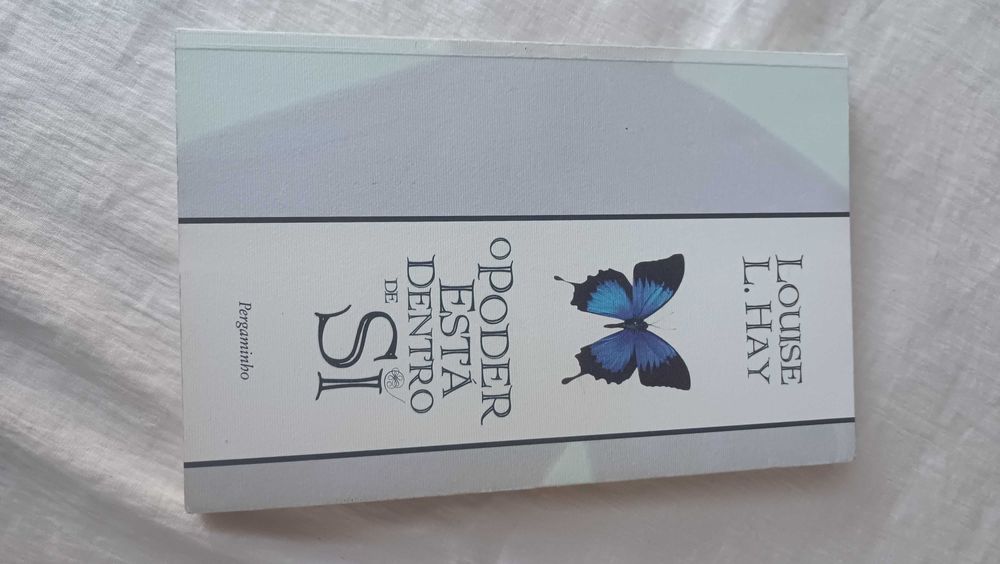 LOUISE
L. HAY
O PODER
ESTÁ
DENTRO
DE
SI
Pergaminho